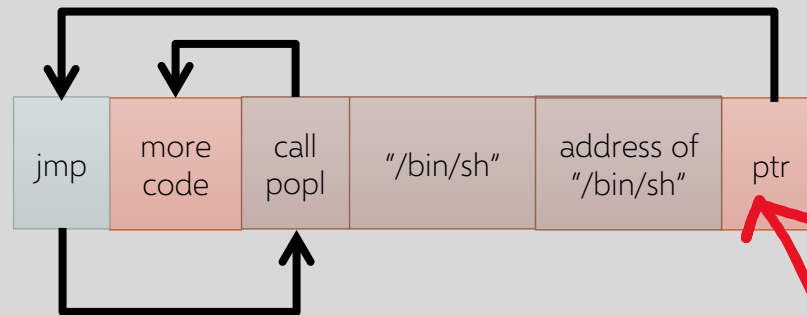 jmp
more
code
call
popl
"/bin/sh"
address of
"/bin/sh"
ptr